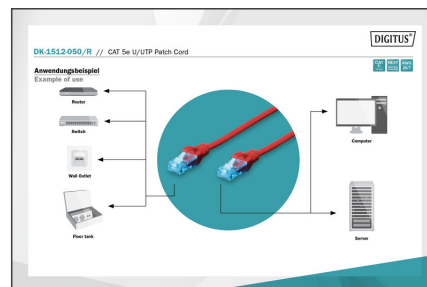 DIGITUS®
DK-1512-050/R // CAT 5e U/UTP Patch Cord
Anwendungsbeispiel
Example of use
Router
Switch
Wall Outlet
Floor tank
Computer
Server